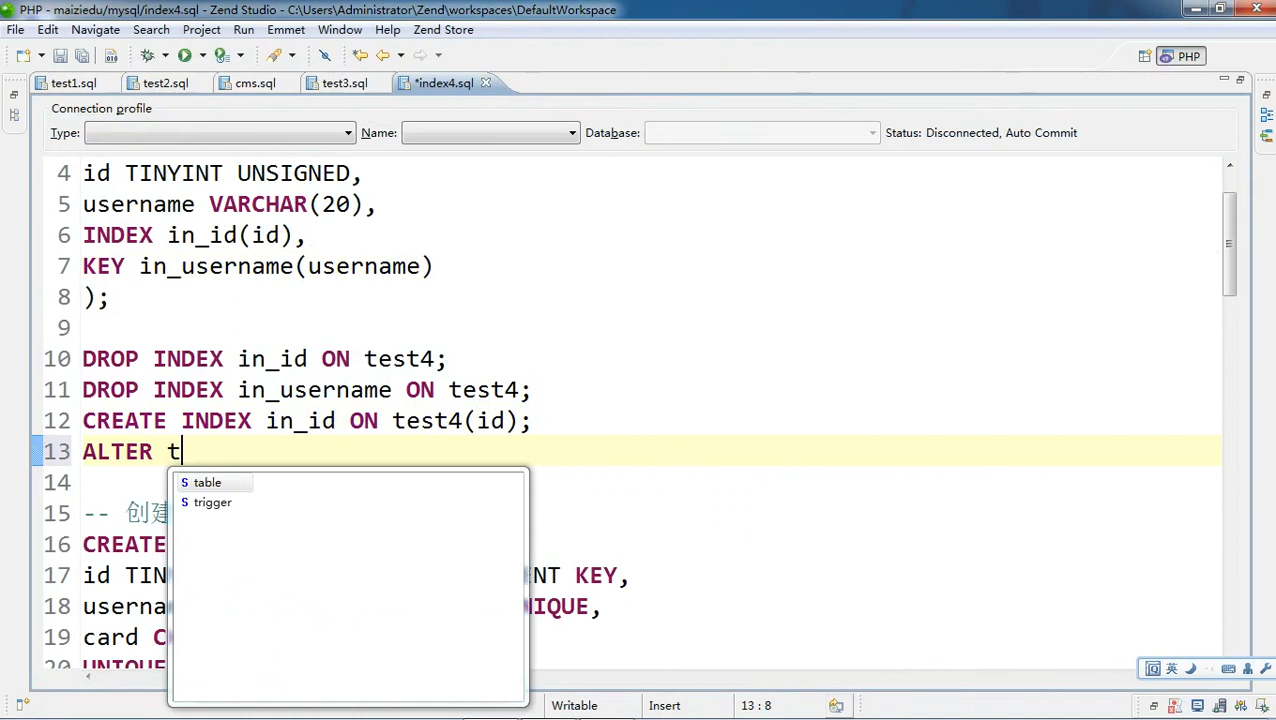 PHP - maiziedu/mysql/index4.sql - Zend Studio - C:\Users\Administrator\Zend\workspaces\DefaultWorkspace
File Edit Navigate Search Project Run Emmet Window Help Zend Store
PHP
test1.sql test2.sql cms.sql test3.sql *index4.sql
Connection profile
Type: Name: Database: Status: Disconnected, Auto Commit
4 id TINYINT UNSIGNED,
5 username VARCHAR(20),
6 INDEX in_id(id),
7 KEY in_username(username)
8 );
9
10 DROP INDEX in_id ON test4;
11 DROP INDEX in_username ON test4;
12 CREATE INDEX in_id ON test4(id);
13 ALTER t
S table
S trigger
14
15 -- 创建
16 CREATE
17 id TIN ENT KEY,
18 userna NIQUE,
19 card C
20 UNIQUE
英
Writable Insert 13 : 8